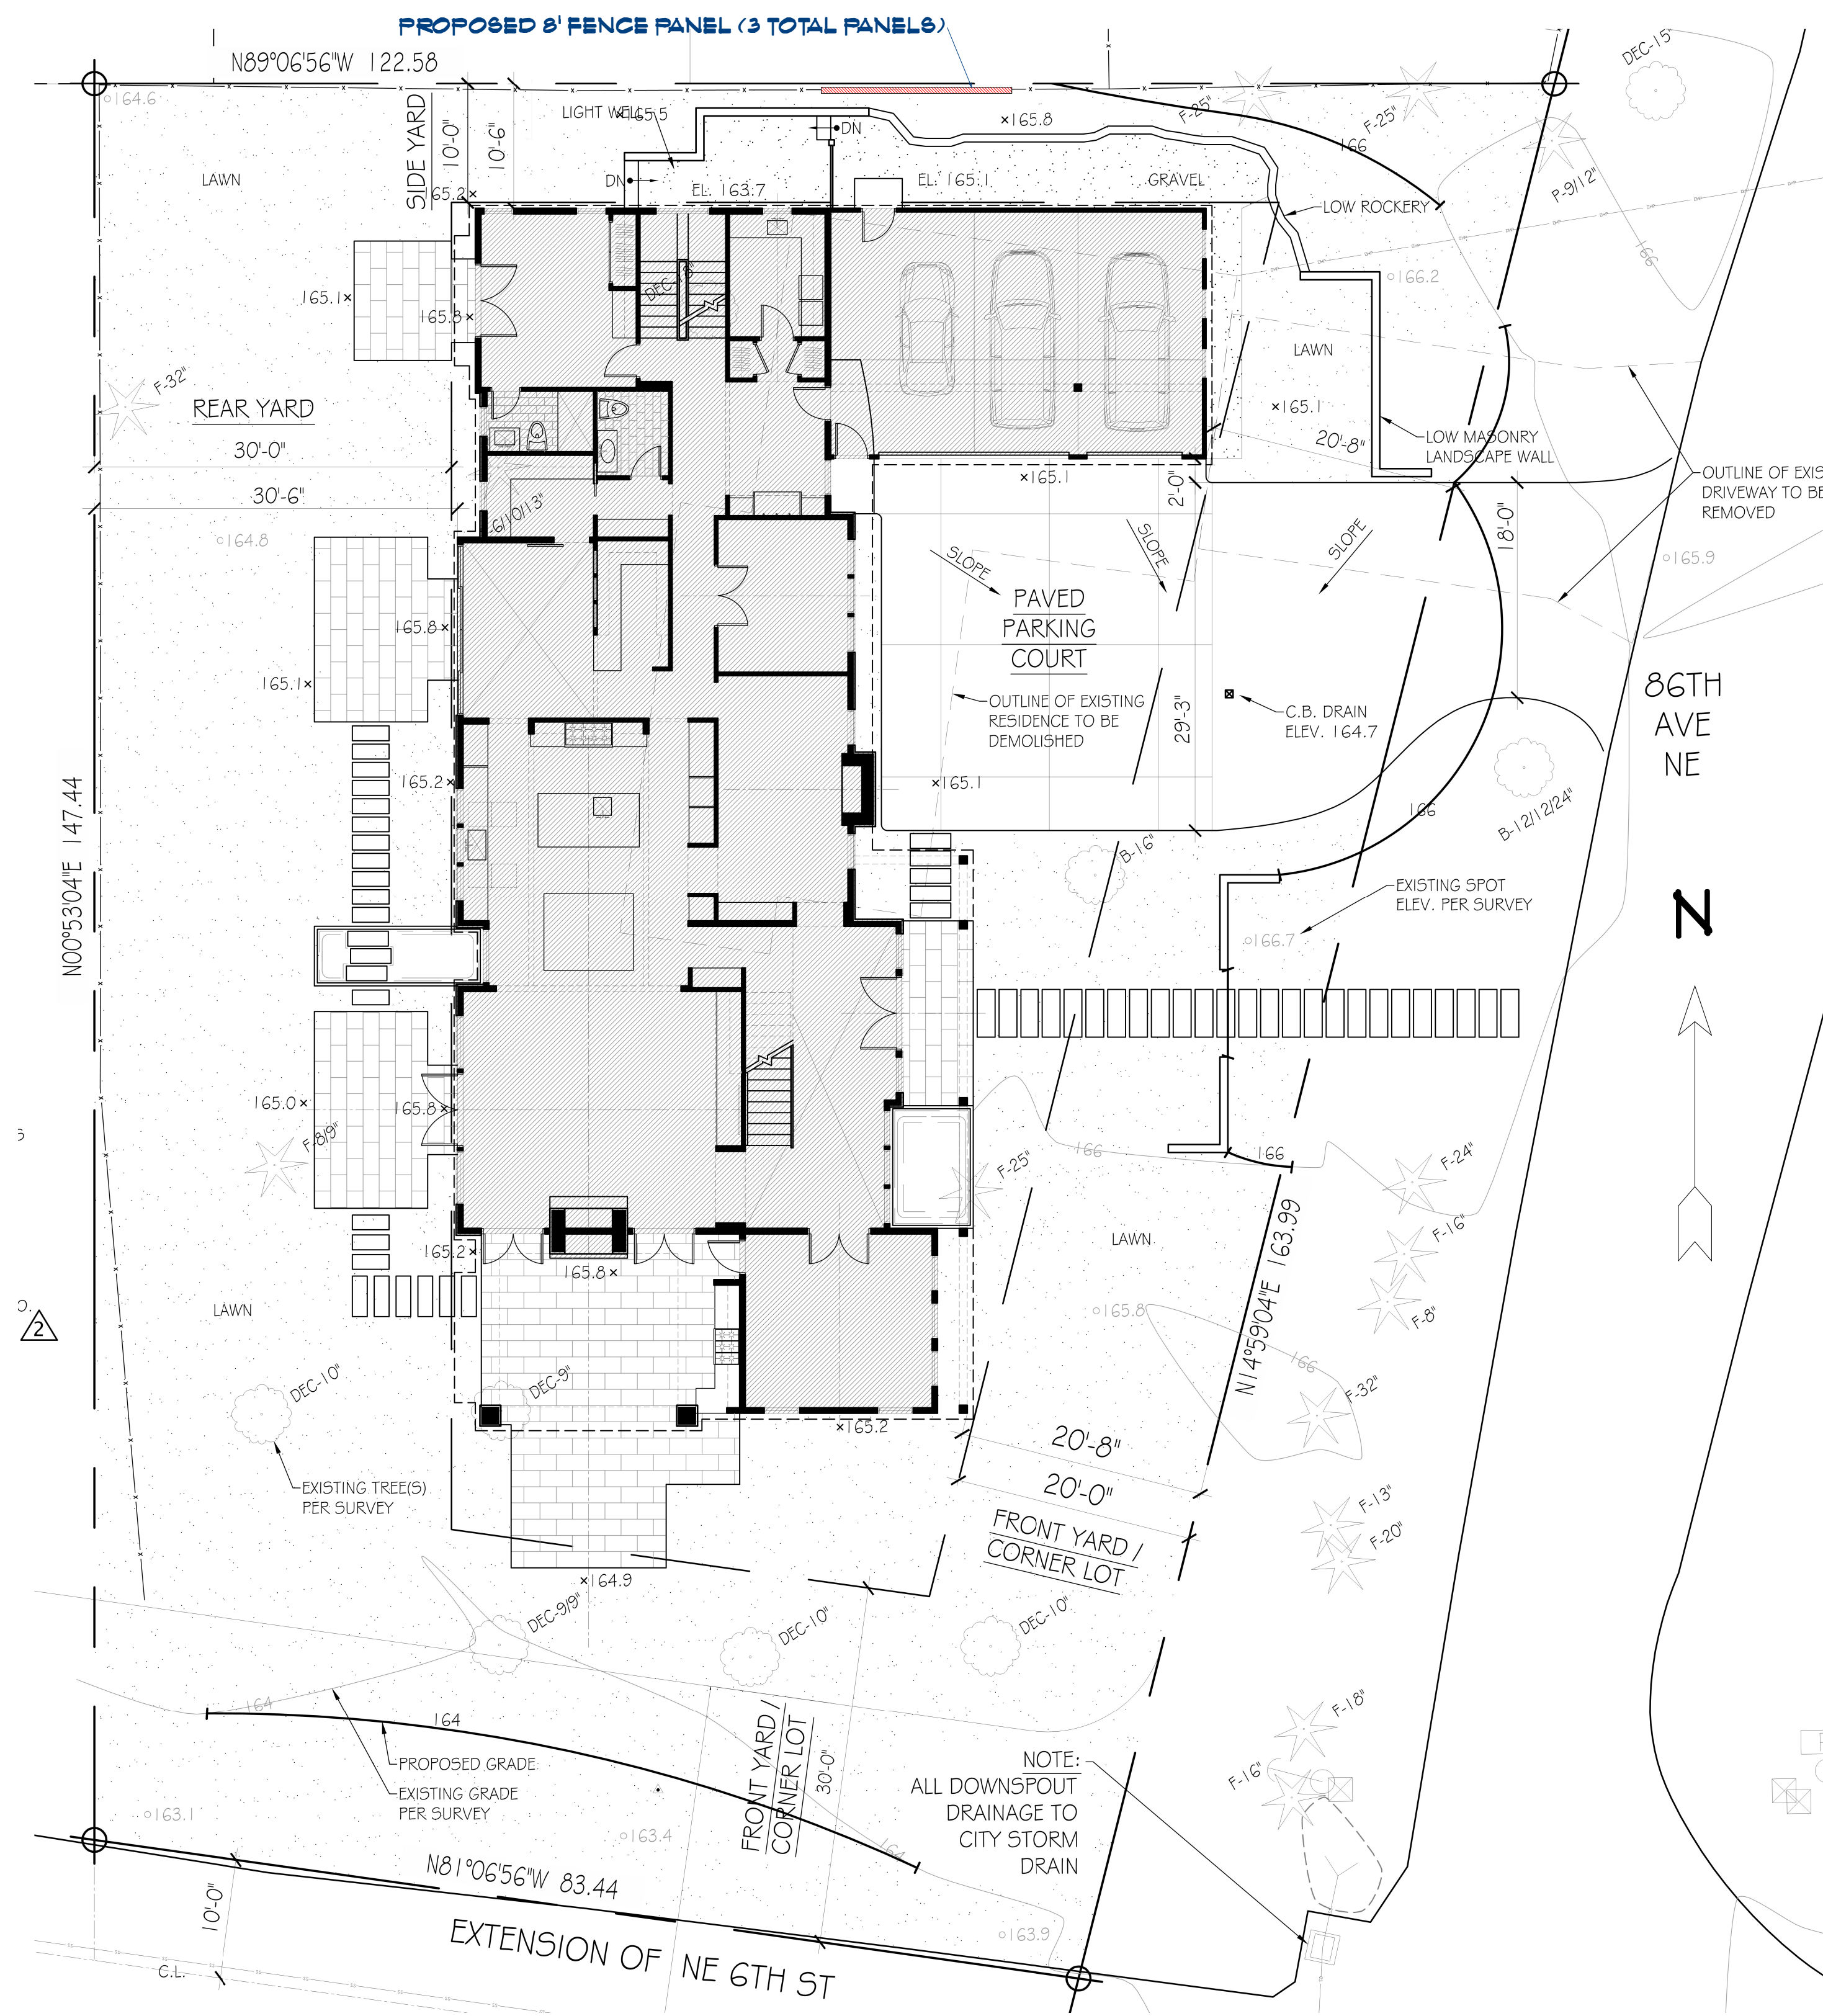 PROPOSED 8' FENCE PANEL (3 TOTAL PANELS)
N89°06'56"W 122.58
DEC-15"
164.6
SIDE YARD
10'-0"
10'-6"
LIGHT WELL
165.5
DN
165.8
F-25"
F-25"
166
LAWN
DN
EL. 163.7
EL. 165.1
GRAVEL
P-9/12"
165.2
LOW ROCKERY
166
166.2
165.1
165.8
LAWN
F-32"
REAR YARD
30'-0"
30'-6"
165.1
20'-8"
LOW MASONRY
LANDSCAPE WALL
165.1
2'-0"
18'-0"
OUTLINE OF EXIS
DRIVEWAY TO BE
REMOVED
-6/10/13"
164.8
SLOPE
SLOPE
SLOPE
165.9
PAVED
PARKING
COURT
165.8
165.1
OUTLINE OF EXISTING
RESIDENCE TO BE
DEMOLISHED
29'-3"
C.B. DRAIN
ELEV. 164.7
86TH
AVE
NE
165.2
165.1
166
B-12/12/24"
N00°53'04"E 147.44
B-16"
EXISTING SPOT
ELEV. PER SURVEY
N
166.7
165.0
165.8
F-8/9"
166
166
F-25"
F-24"
F-16"
F-8"
165.2
165.8
LAWN
N14°59'04"E 163.99
LAWN
165.8
2
166
DEC-10"
DEC-9"
F-32"
165.2
20'-8"
20'-0"
EXISTING TREE(S)
PER SURVEY
FRONT YARD /
CORNER LOT
F-13"
F-20"
164.9
DEC-9/9"
DEC-10"
DEC-10"
164
164
F-18"
PROPOSED GRADE
EXISTING GRADE
PER SURVEY
FRONT YARD /
CORNER LOT
30'-0"
NOTE:
ALL DOWNSPOUT
DRAINAGE TO
CITY STORM
DRAIN
F-16"
163.1
163.4
164
N81°06'56"W 83.44
10'-0"
163.9
EXTENSION OF NE 6TH ST
C.L.